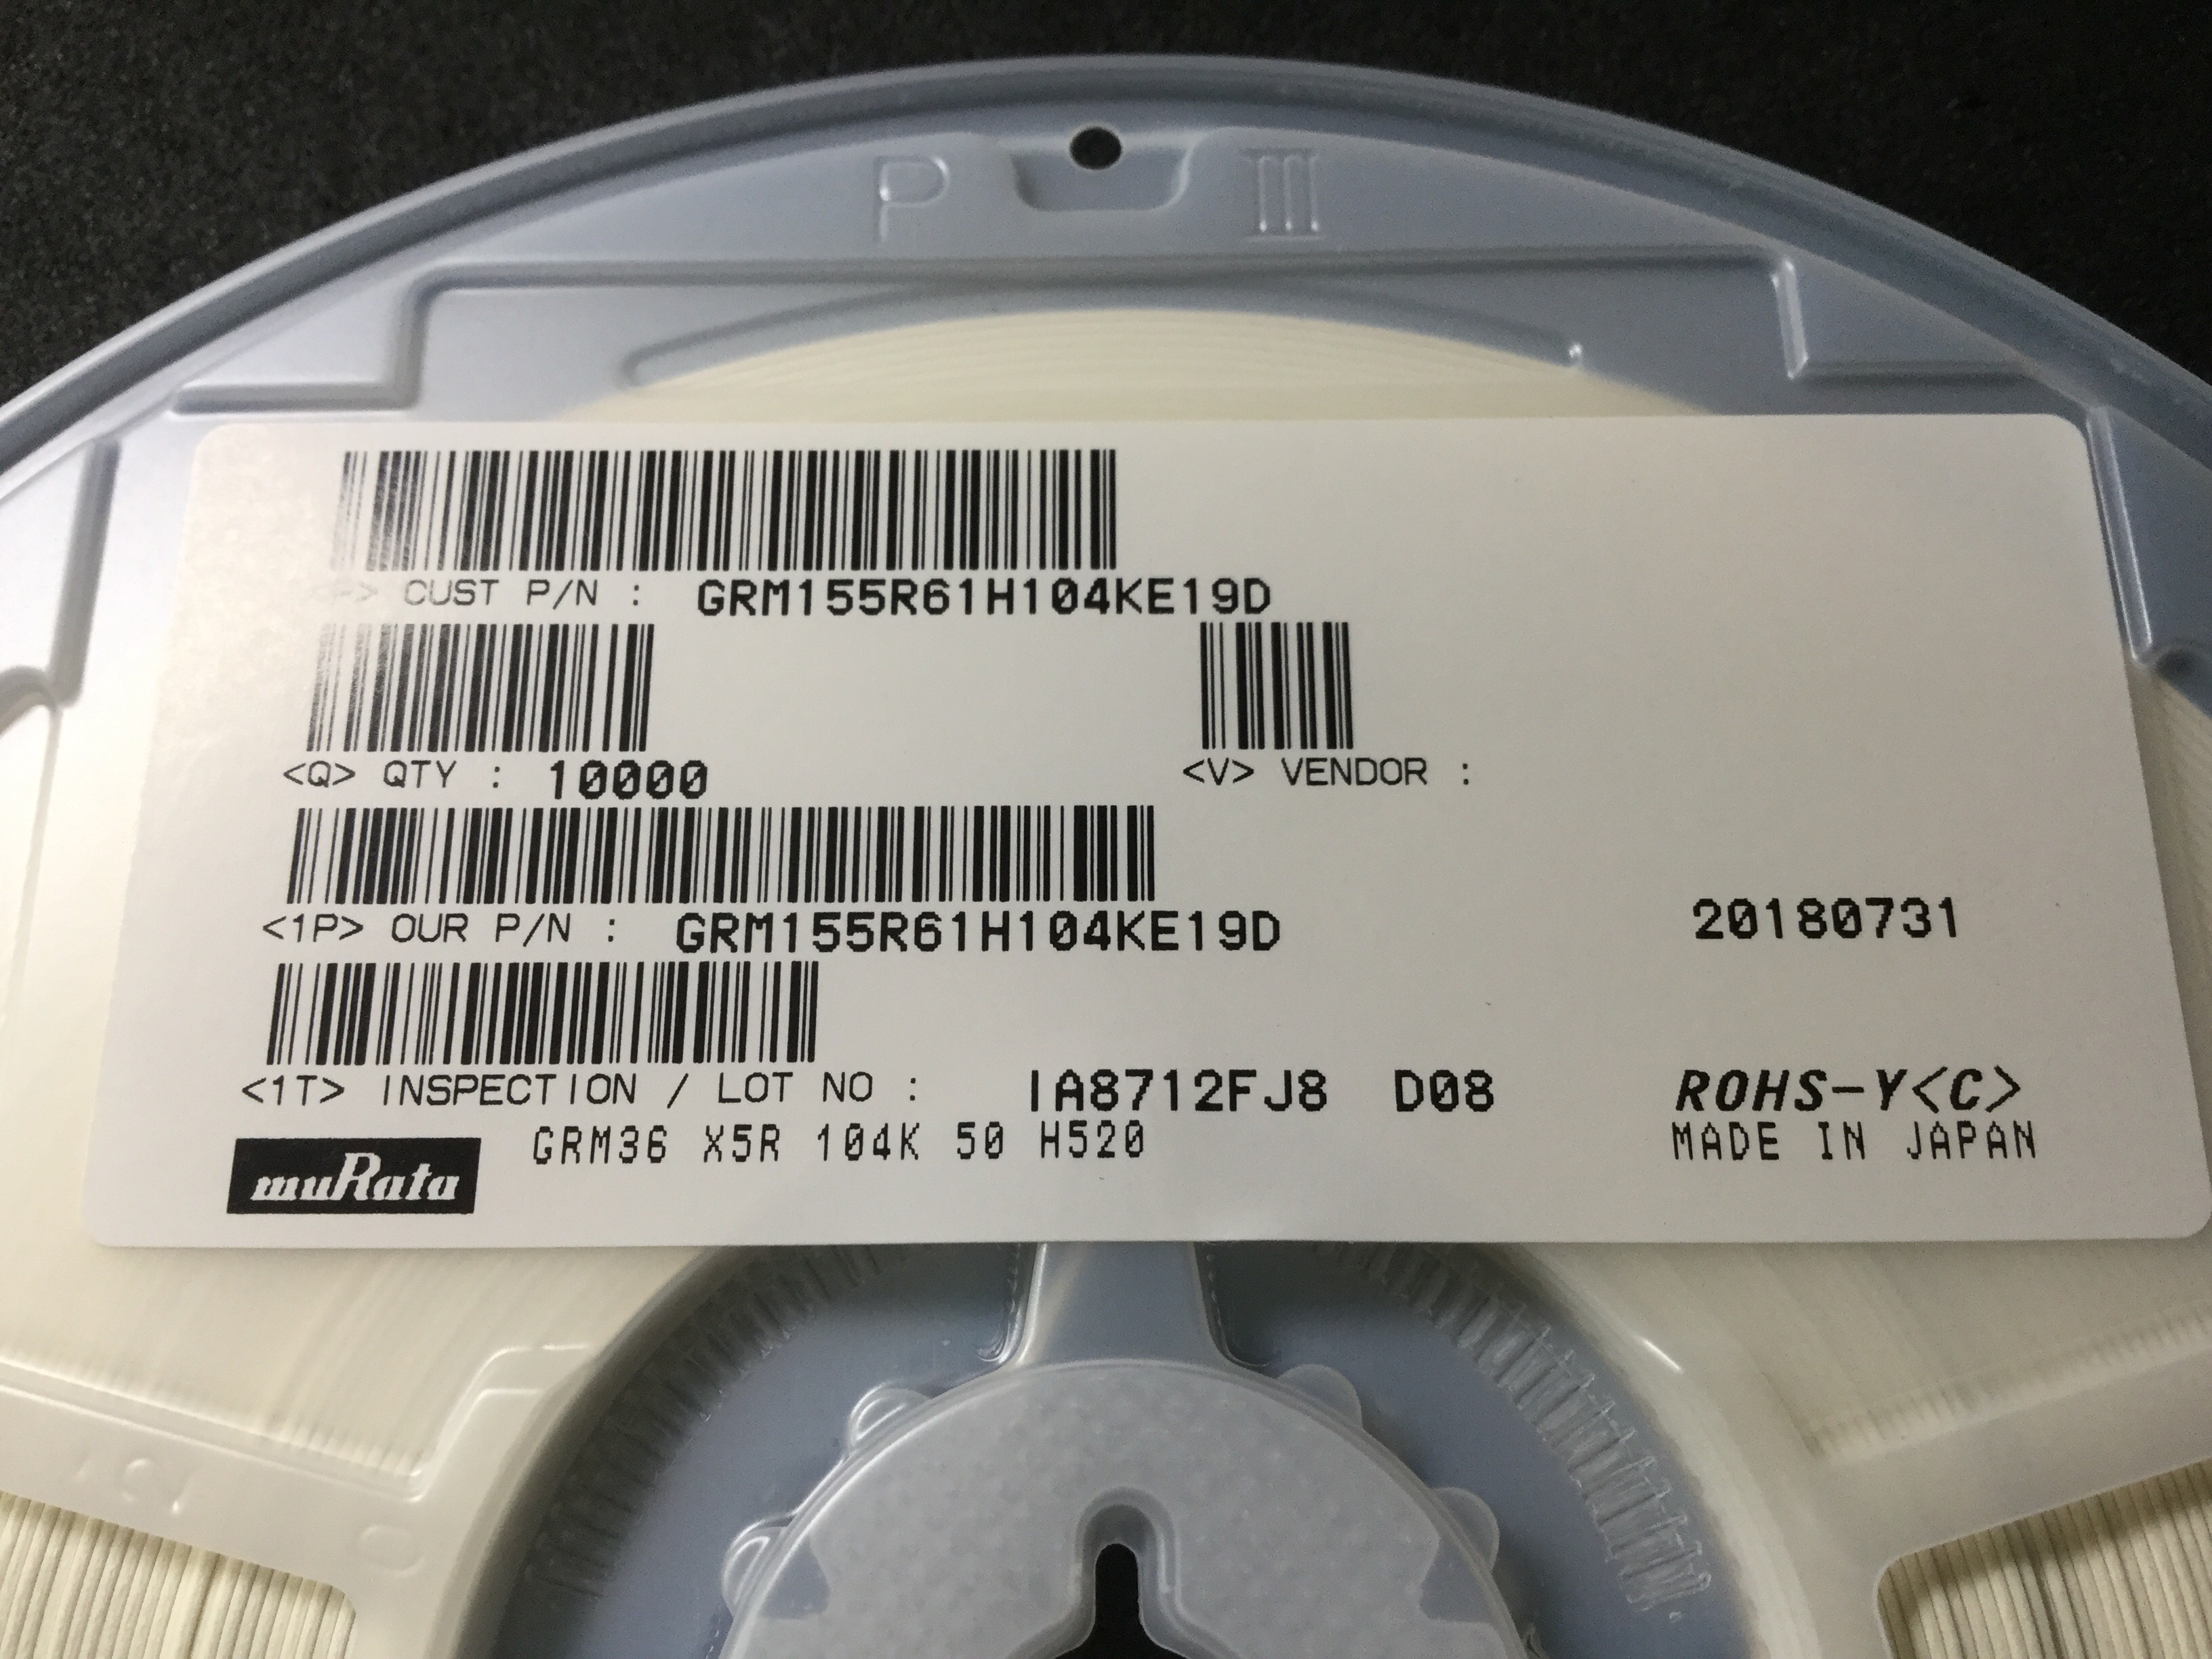 P III
<P> CUST P/N : GRM155R61H104KE19D
<Q> QTY : 10000
<V> VENDOR :
<1P> OUR P/N : GRM155R61H104KE19D
20180731
<1T> INSPECTION / LOT NO : IA8712FJ8 D08
ROHS-Y<C>
muRata
GRM36 X5R 104K 50 H520
MADE IN JAPAN